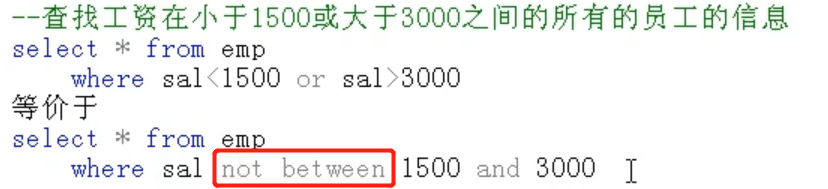 --查找工资在小于1500或大于3000之间的所有的员工的信息
select * from emp
where sal<1500 or sal>3000
等价于
select * from emp
where sal not between 1500 and 3000